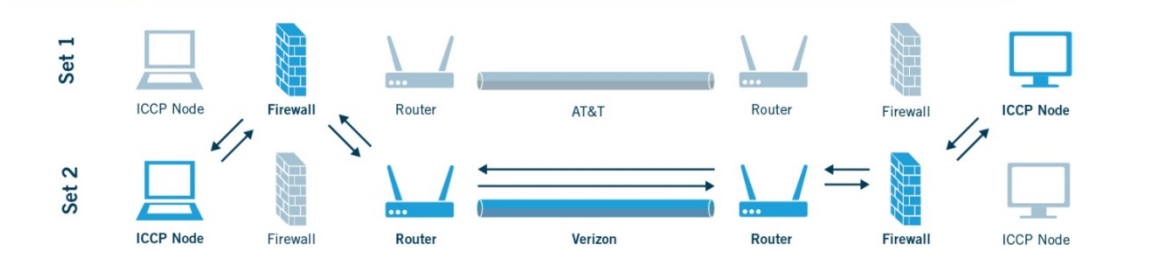 Set 1
ICCP Node
Firewall
Router
AT&T
Router
Firewall
ICCP Node
Set 2
ICCP Node
Firewall
Router
Verizon
Router
Firewall
ICCP Node